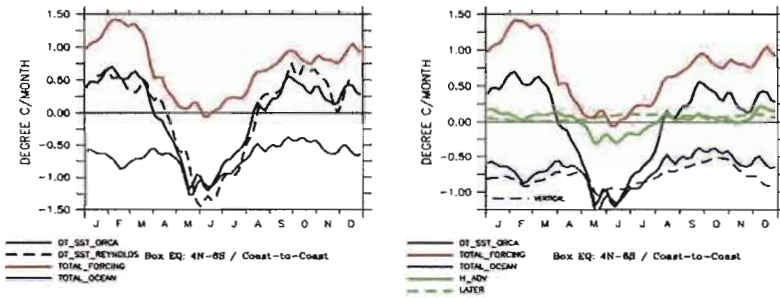 1.50
1.00
0.50
0.00
-0.50
-1.00
-1.50
DEGREE C/MONTH
J F M A M J J A S O N D
DT_SST_ORCA
DT_SST_REYNOLDS
TOTAL_FORCING
TOTAL_OCEAN
Box EQ: 4N-6S / Coast-to-Coast
1.50
1.00
0.50
0.00
-0.50
-1.00
DEGREE C/MONTH
VERTICAL
J F M A M J J A S O N D
DT_SST_ORCA
TOTAL_FORCING
TOTAL_OCEAN
H_ADV
LATER
Box EQ: 4N-6S / Coast-to-Coast